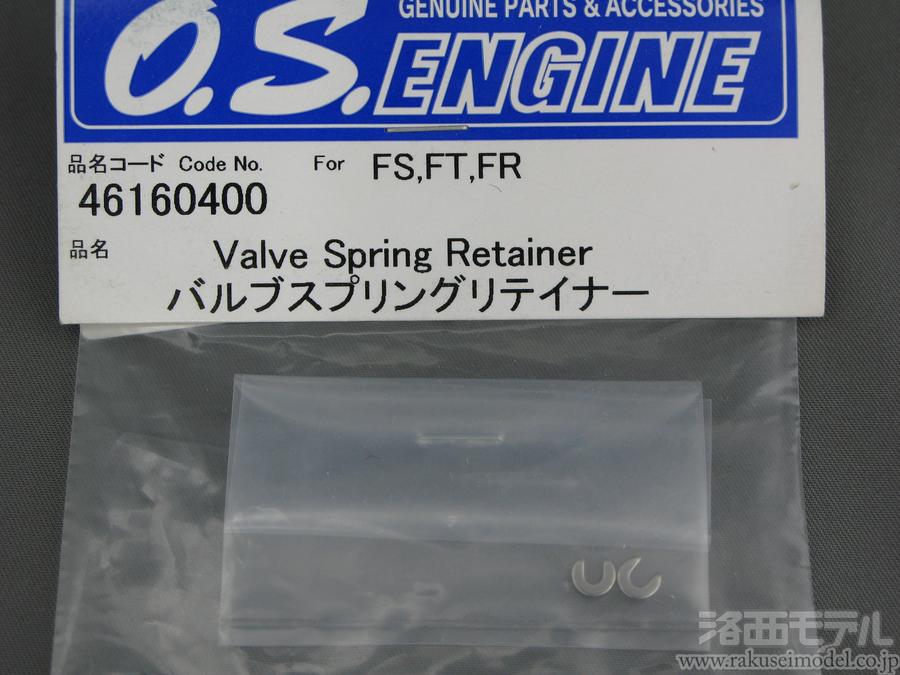 GENUINE PARTS & ACCESSORIES
O.S.ENGINE
品名コード Code No. For FS,FT,FR
46160400
品名 Valve Spring Retainer
バルブスプリングリテイナー
洛西モデル
www.rakuseimodel.co.jp